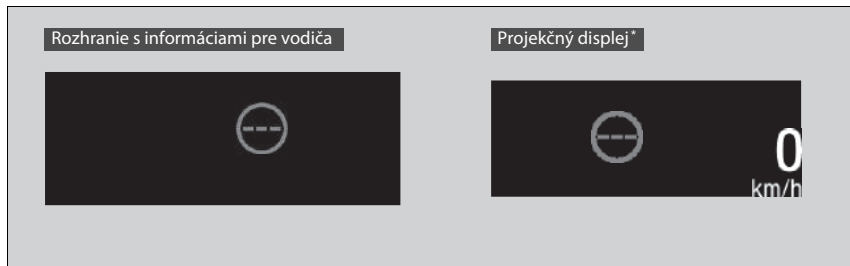 Rozhranie s informáciami pre vodiča
Projekčný displej*
---
---
0
km/h